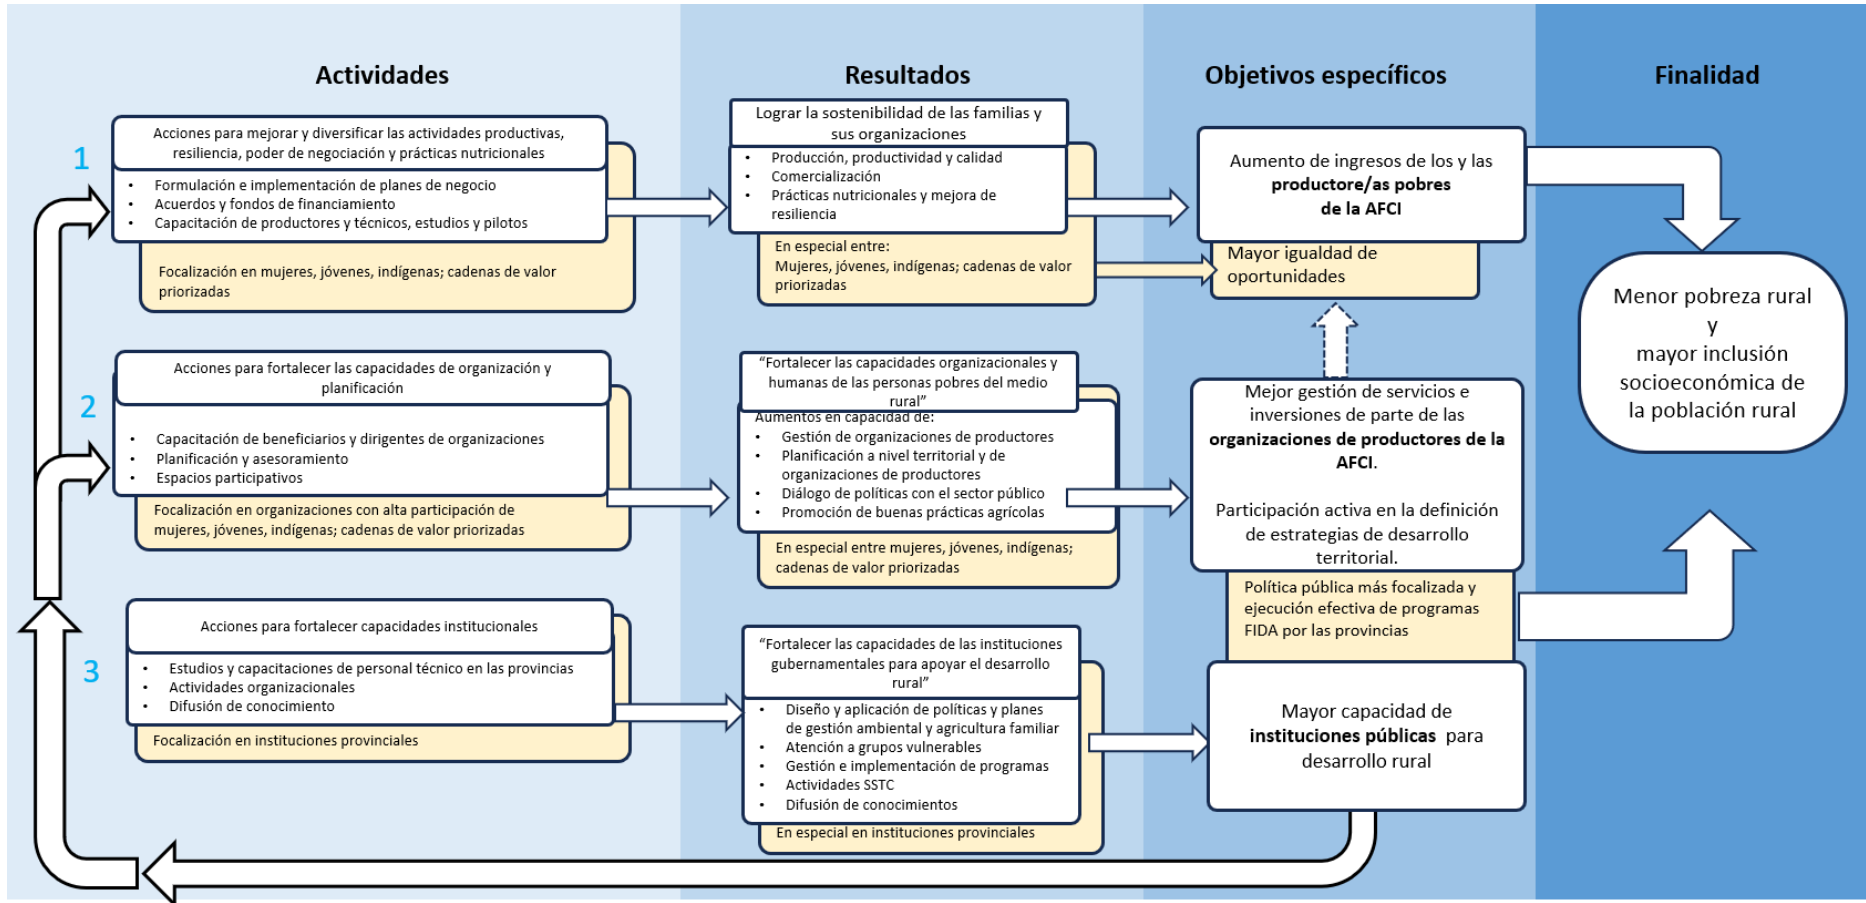 Actividades
Resultados
Objetivos específicos
Finalidad
1
Acciones para mejorar y diversificar las actividades productivas,
resiliencia, poder de negociación y prácticas nutricionales
• Formulación e implementación de planes de negocio
• Acuerdos y fondos de financiamiento
• Capacitación de productores y técnicos, estudios y pilotos
Focalización en mujeres, jóvenes, indígenas; cadenas de valor
priorizadas
Lograr la sostenibilidad de las familias y
sus organizaciones
• Producción, productividad y calidad
• Comercialización
• Prácticas nutricionales y mejora de
resiliencia
En especial entre:
Mujeres, jóvenes, indígenas; cadenas de valor
priorizadas
Aumento de ingresos de los y las
productore/as pobres
de la AFCI
Mayor igualdad de
oportunidades
2
Acciones para fortalecer las capacidades de organización y
planificación
• Capacitación de beneficiarios y dirigentes de organizaciones
• Planificación y asesoramiento
• Espacios participativos
Focalización en organizaciones con alta participación de
mujeres, jóvenes, indígenas; cadenas de valor priorizadas
“Fortalecer las capacidades organizacionales y
humanas de las personas pobres del medio
rural”
Aumentos en capacidad de:
• Gestión de organizaciones de productores
• Planificación a nivel territorial y de
organizaciones de productores
• Diálogo de políticas con el sector público
• Promoción de buenas prácticas agrícolas
En especial entre mujeres, jóvenes, indígenas;
cadenas de valor priorizadas
Mejor gestión de servicios e
inversiones de parte de las
organizaciones de productores de la
AFCI.
Participación activa en la definición
de estrategias de desarrollo
territorial.
Política pública más focalizada y
ejecución efectiva de programas
FIDA por las provincias
3
Acciones para fortalecer capacidades institucionales
• Estudios y capacitaciones de personal técnico en las provincias
• Actividades organizacionales
• Difusión de conocimiento
Focalización en instituciones provinciales
“Fortalecer las capacidades de las instituciones
gubernamentales para apoyar el desarrollo
rural”
• Diseño y aplicación de políticas y planes
de gestión ambiental y agricultura familiar
• Atención a grupos vulnerables
• Gestión e implementación de programas
• Actividades SSTC
• Difusión de conocimientos
En especial en instituciones provinciales
Mayor capacidad de
instituciones públicas para
desarrollo rural
Menor pobreza rural
y
mayor inclusión
socioeconómica de
la población rural